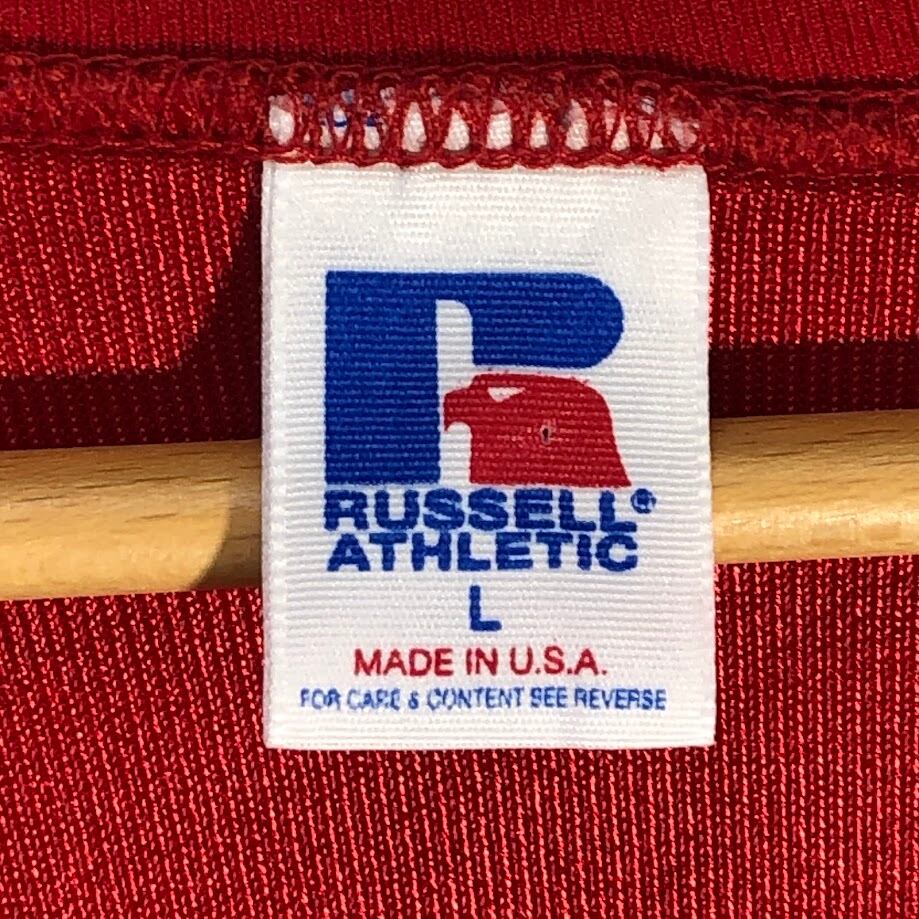 RUSSELL®
ATHLETIC
L
MADE IN U.S.A.
FOR CARE & CONTENT SEE REVERSE